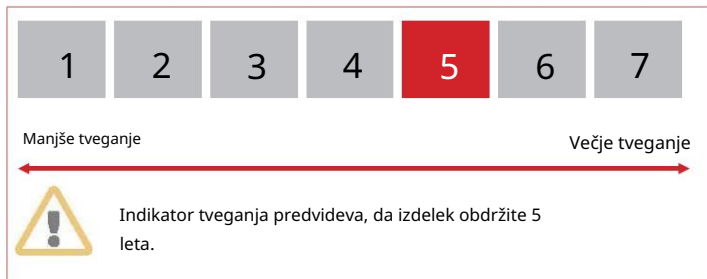 1 2 3 4 5 6 7
Manjše tveganje Večje tveganje
Indikator tveganja predvideva, da izdelek obdržite 5
leta.